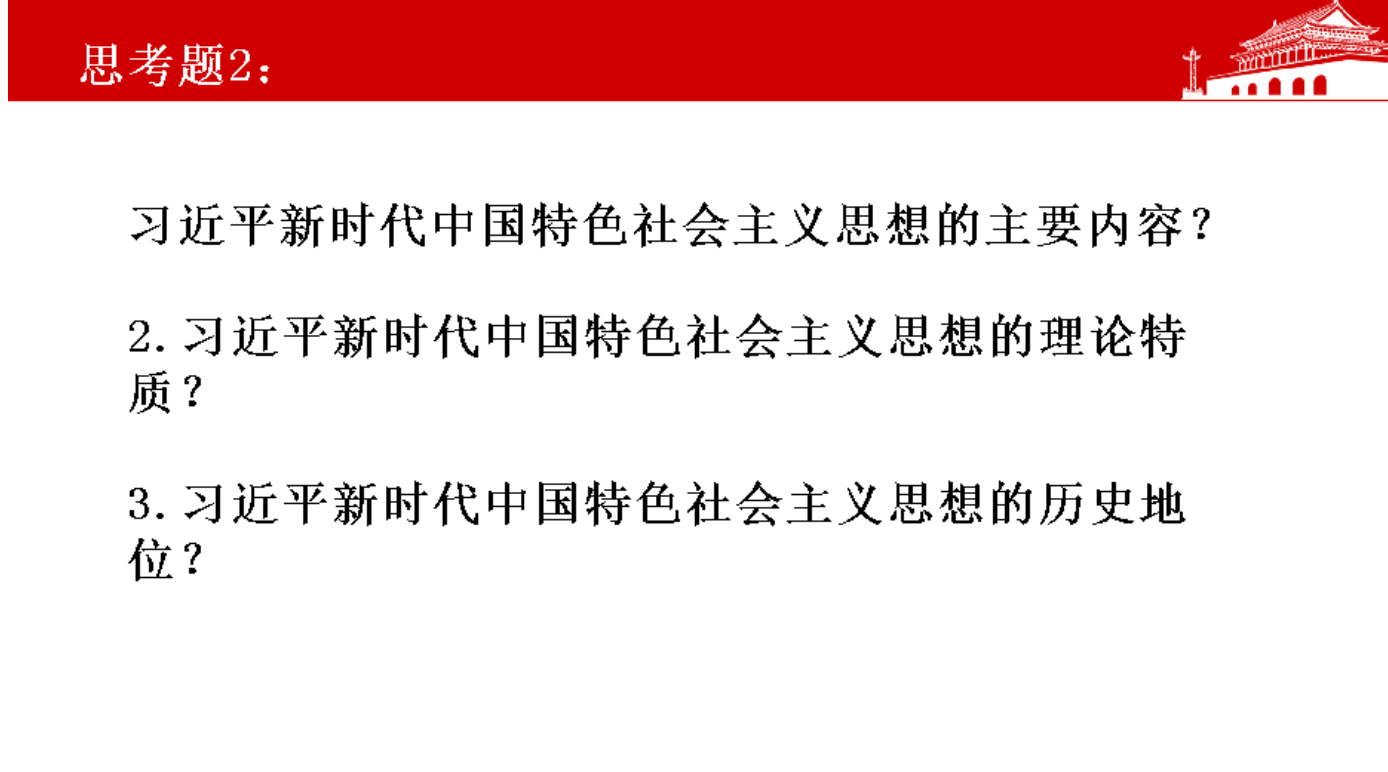 思考题2：
习近平新时代中国特色社会主义思想的主要内容？
2.习近平新时代中国特色社会主义思想的理论特
质？
3.习近平新时代中国特色社会主义思想的历史地
位？